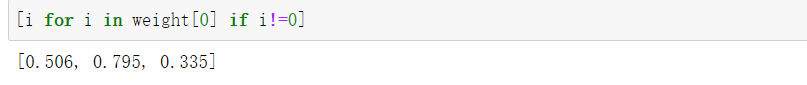 [i for i in weight[0] if i!=0]
[0.506, 0.795, 0.335]